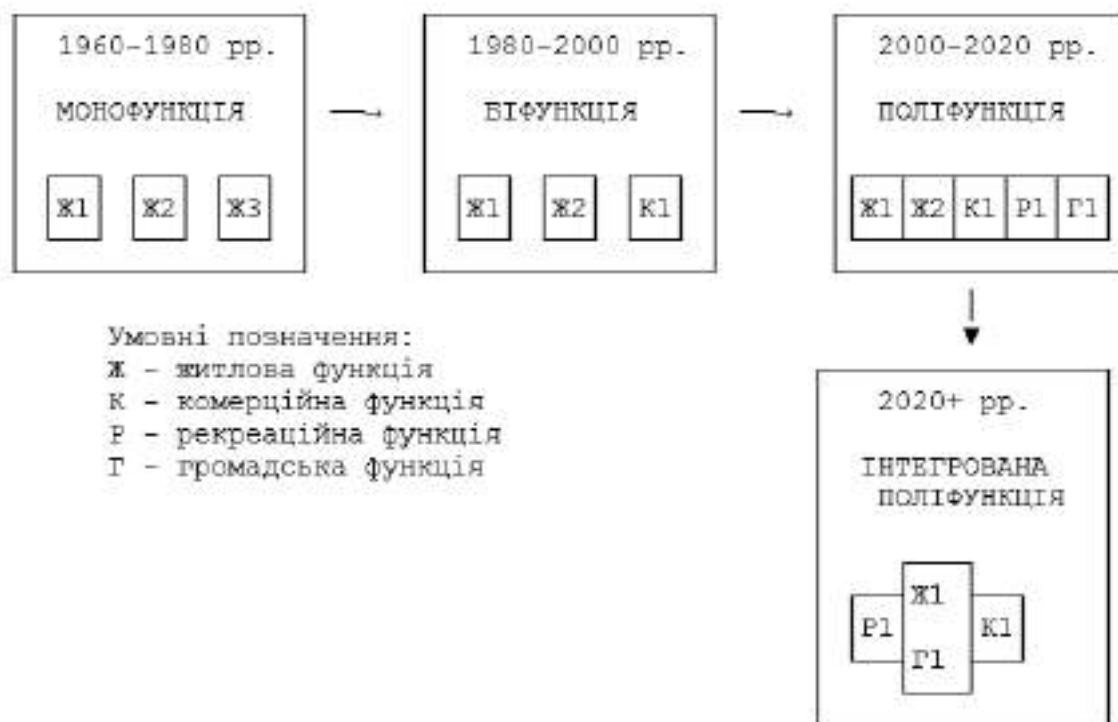 1960-1980 рр.
МОНОФУНКЦІЯ
Ж1 Ж2 Ж3
1980-2000 рр.
БІФУНКЦІЯ
Ж1 Ж2 К1
2000-2020 рр.
ПОЛІФУНКЦІЯ
Ж1 Ж2 К1 Р1 Г1
Умовні позначення:
Ж - житлова функція
К - комерційна функція
Р - рекреаційна функція
Г - громадська функція
2020+ рр.
ІНТЕГРОВАНА
ПОЛІФУНКЦІЯ
Ж1
Р1 К1
Г1